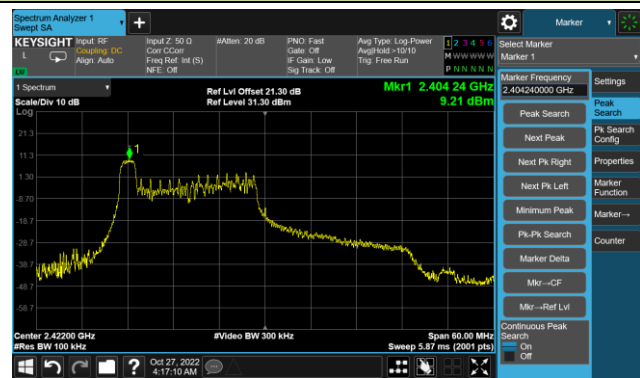 Spectrum Analyzer 1
Swept SA
Marker
KEYSIGHT
L
Input: RF
Coupling: DC
Align: Auto
Input Z: 50 Ω
Corr CCorr
Freq Ref: Int (S)
NFE: Off
#Atten: 20 dB
PNO: Fast
Gate: Off
IF Gain: Low
Sig Track: Off
Avg Type: Log-Power
Avg|Hold:>10/10
Trig: Free Run
1 2 3 4 5 6
M W W W W W
P N N N N N
Select Marker
Marker 1
1 Spectrum
Scale/Div 10 dB
Log
Ref Lvl Offset 21.30 dB
Ref Level 31.30 dBm
Mkr1 2.404 24 GHz
9.21 dBm
21.3
11.3
1.30
-8.70
-18.7
-28.7
-38.7
-48.7
-58.7
1
Center 2.42200 GHz
#Res BW 100 kHz
#Video BW 300 kHz
Span 60.00 MHz
Sweep 5.87 ms (2001 pts)
Marker Frequency
2.404240000 GHz
Peak Search
Next Peak
Next Pk Right
Next Pk Left
Minimum Peak
Pk-Pk Search
Marker Delta
Mkr→CF
Mkr→Ref Lvl
Continuous Peak
Search
On
Off
Settings
Peak
Search
Pk Search
Config
Properties
Marker
Function
Marker→
Counter
Oct 27, 2022
4:17:10 AM